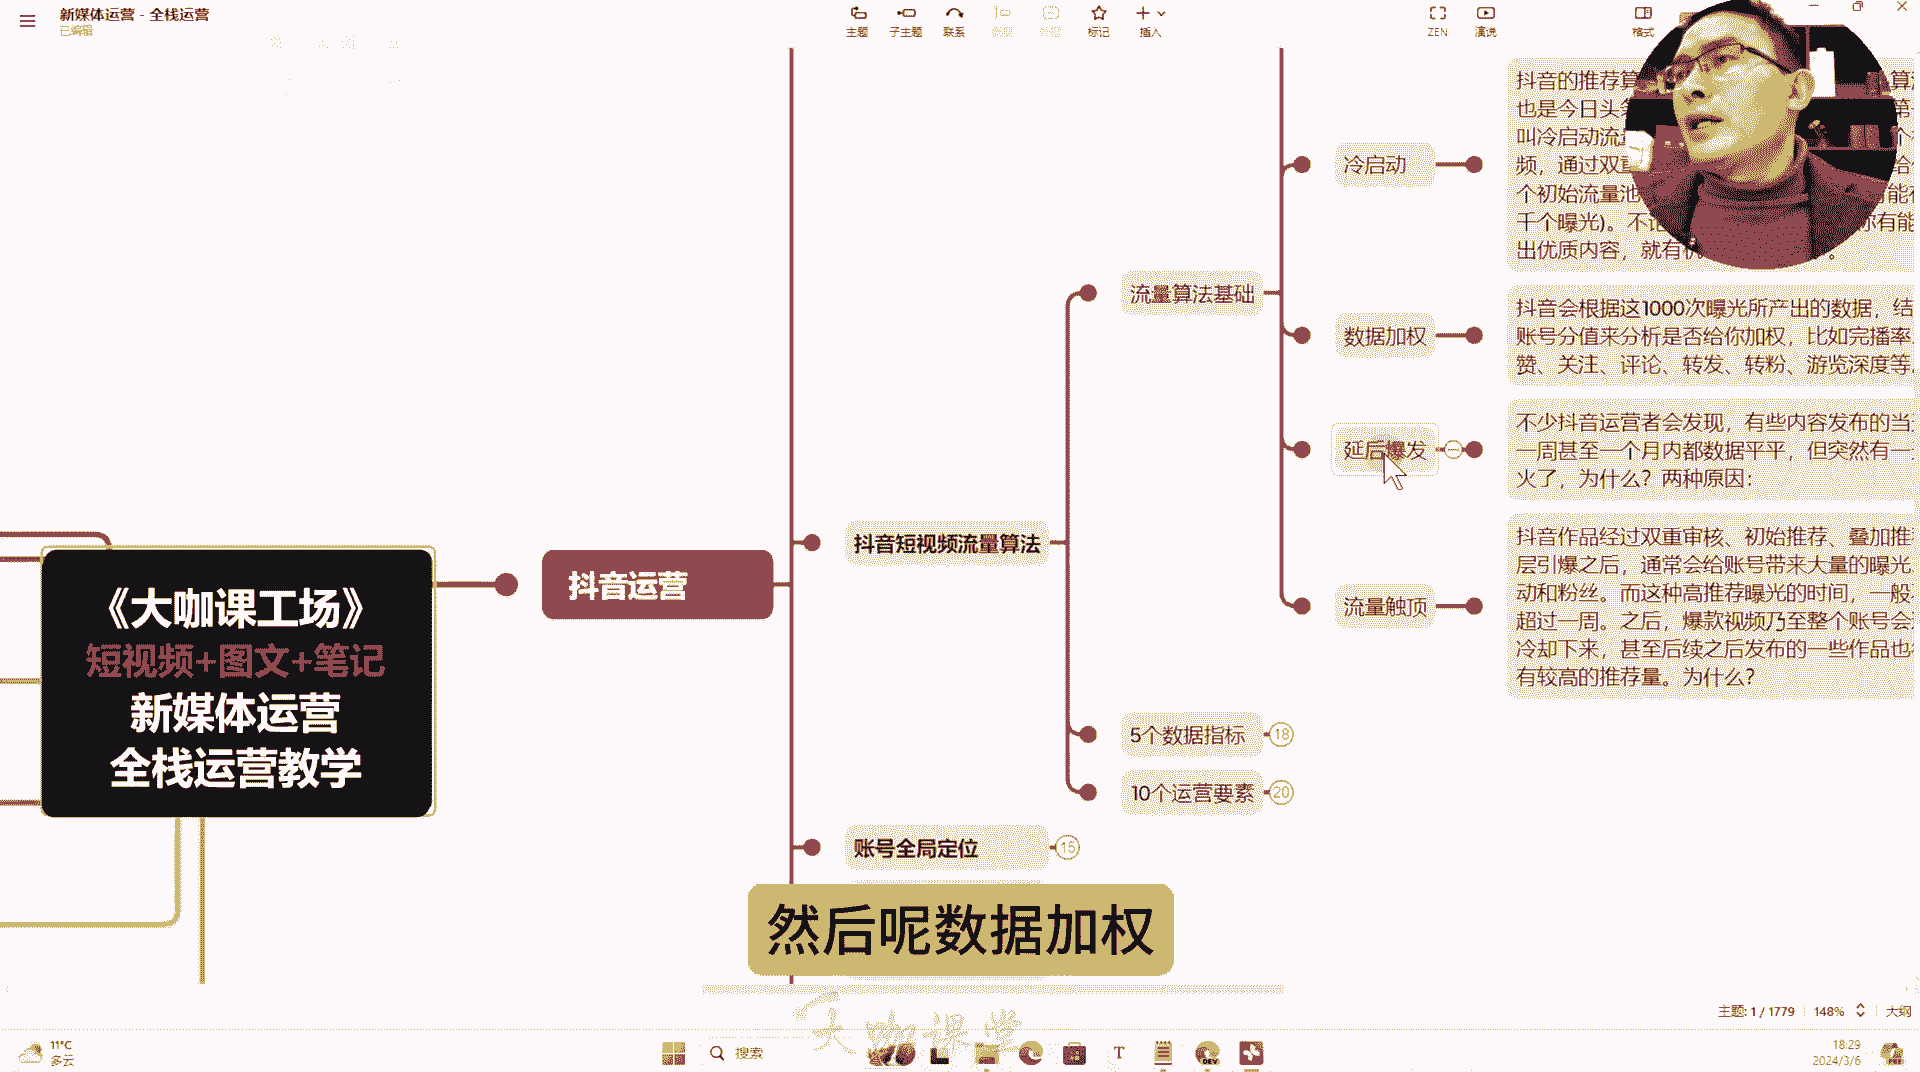 新媒体运营 - 全栈运营
已编辑
主题
子主题
联系
标记
插入
ZEN
演说
格式
抖音的推荐算
也是今日头条
叫冷启动流量
频，通过双重
个初始流量池
千个曝光)。不论
出优质内容，就有机
冷启动
流量算法基础
抖音会根据这1000次曝光所产出的数据，结
账号分值来分析是否给你加权，比如完播率、
赞、关注、评论、转发、转粉、游览深度等。
数据加权
不少抖音运营者会发现，有些内容发布的当
一周甚至一个月内都数据平平，但突然有一
火了，为什么？两种原因：
延后爆发
抖音短视频流量算法
抖音作品经过双重审核、初始推荐、叠加推
层引爆之后，通常会给账号带来大量的曝光、
动和粉丝。而这种高推荐曝光的时间，一般
超过一周。之后，爆款视频乃至整个账号会
冷却下来，甚至后续之后发布的一些作品也
有较高的推荐量。为什么？
流量触顶
抖音运营
《大咖课工场》
短视频+图文+笔记
新媒体运营
全栈运营教学
5个数据指标
18
10个运营要素
20
账号全局定位
15
然后呢数据加权
大咖课堂
主题: 1 / 1779
148%
大纲
11°C
多云
搜索
18:29
2024/3/6